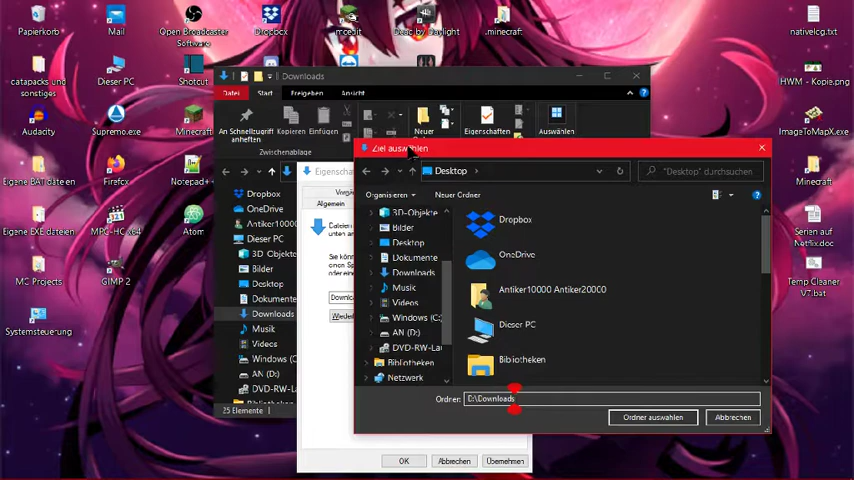 Papierkorb
Mail
Open Broadcaster
Software
Dropbox
mcedit
Dead by Daylight
.minecraft
nativelog.txt
catapacks und
sonstiges
Dieser PC
Shotcut
HWM - Kopie.png
Audacity
Supremo.exe
Minecraft
ImageToMapX.exe
Eigene BAT
dateien
Firefox
Notepad++
Minecraft
Eigene EXE dateien
MPC-HC x64
Atom
Serien auf
Netflix.doc
MC Projects
GIMP 2
Temp Cleaner
V7.bat
Systemsteuerung
Downloads
Datei
Start
Freigeben
Ansicht
An Schnellzugriff
anheften
Kopieren
Einfügen
Neuer
Eigenschaften
Auswählen
Zwischenablage
Dropbox
OneDrive
Antiker10000
Dieser PC
3D-Objekte
Bilder
Desktop
Dokumente
Downloads
Musik
Videos
Windows (C:
AN (D:)
DVD-RW-La
25 Elemente
Allgemein
Dateien
unten a
Sie kön
OK
Abbrechen
Übernehmen
Ziel auswählen
Desktop
"Desktop" durchsuchen
Organisieren
Neuer Ordner
3D-Objekte
Bilder
Desktop
Dokumente
Downloads
Music
Videos
Windows (C:
AN (D:)
DVD-RW-La
Bibliotheken
Netzwerk
Dropbox
OneDrive
Antiker10000 Antiker20000
Dieser PC
Bibliotheken
Ordner:
D:\Downloads
Ordner auswählen
Abbrechen